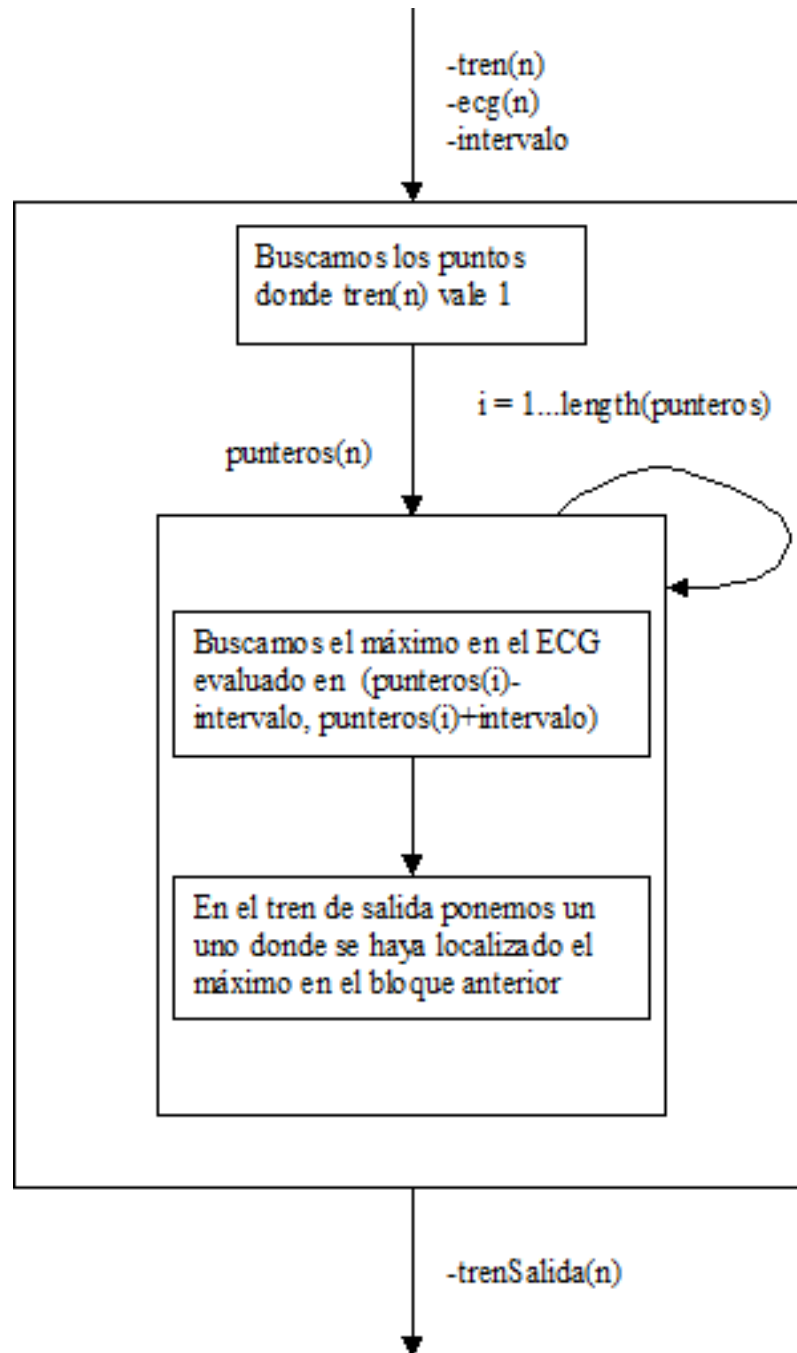 -tren(n)
-ecg(n)
-intervalo
Buscamos los puntos
donde tren(n) vale 1
i = 1...length(punteros)
punteros(n)
Buscamos el máximo en el ECG
evaluado en (punteros(i)-
intervalo, punteros(i)+intervalo)
En el tren de salida ponemos un
uno donde se haya localizado el
máximo en el bloque anterior
-trenSalida(n)